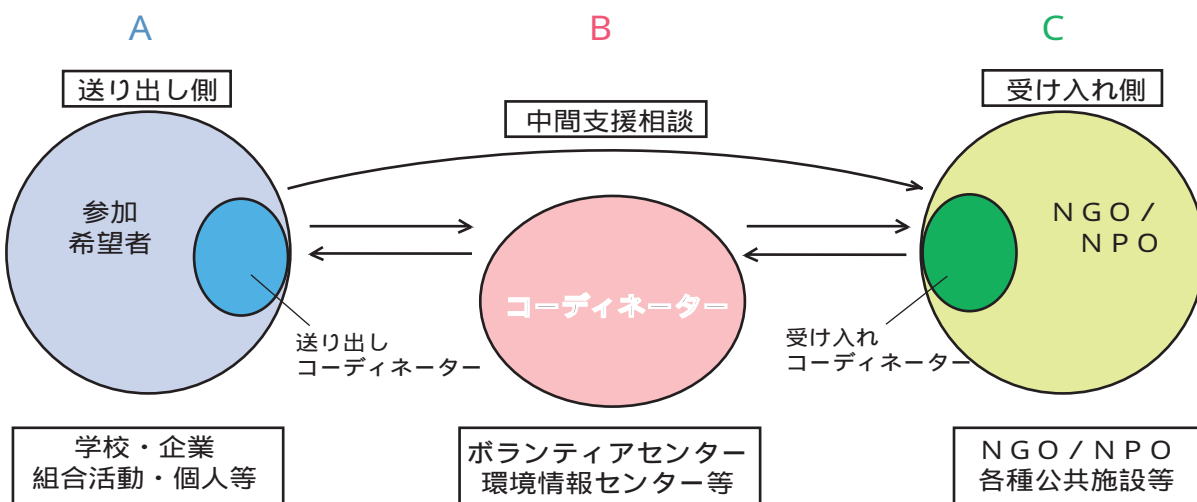 A
B
C
送り出し側
中間支援相談
受け入れ側
参加
希望者
コーディネーター
ＮＧＯ／
ＮＰＯ
送り出し
コーディネーター
受け入れ
コーディネーター
学校・企業
組合活動・個人等
ボランティアセンター
環境情報センター等
ＮＧＯ／ＮＰＯ
各種公共施設等